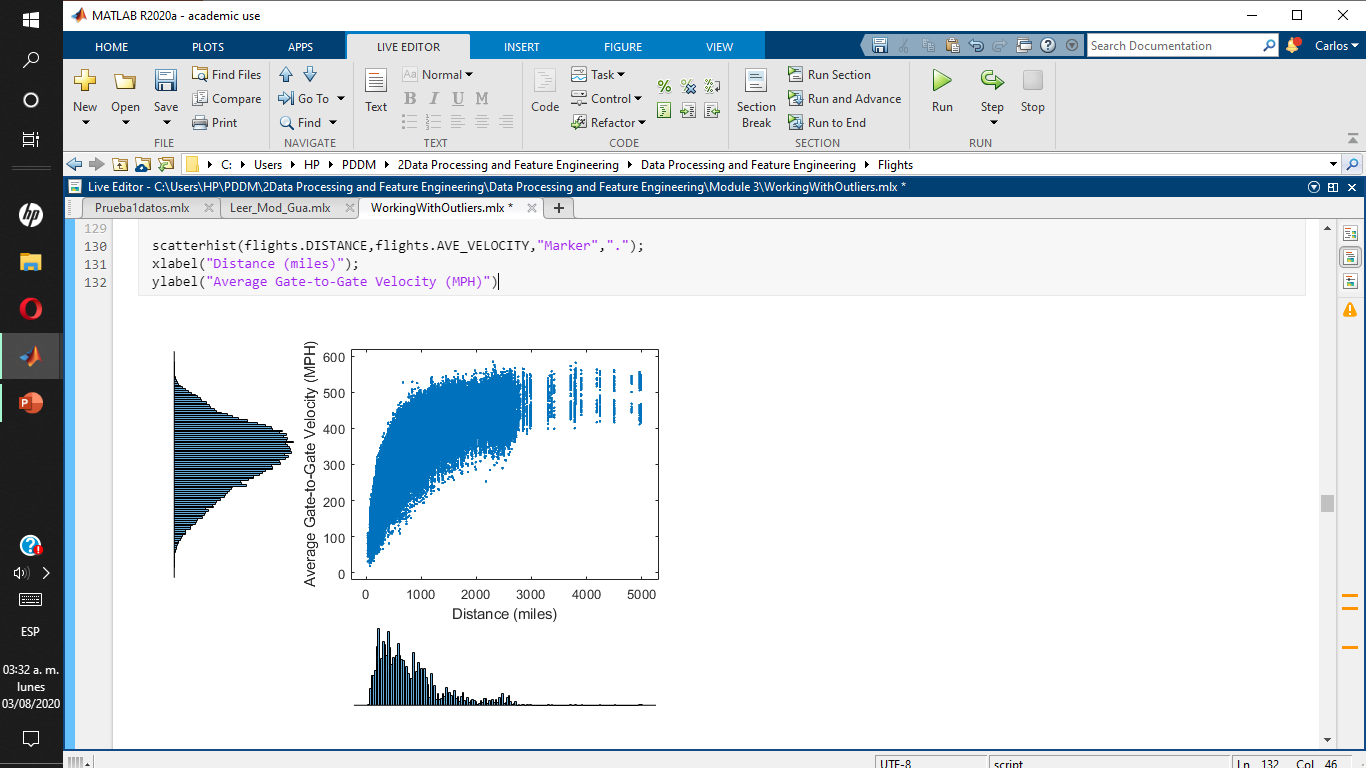 MATLAB R2020a - academic use
HOME PLOTS APPS LIVE EDITOR INSERT FIGURE VIEW
Search Documentation
Carlos
New
Open
Save
Find Files
Compare
Print
FILE
Go To
Find
NAVIGATE
Text
Aa Normal
B I U M
TEXT
Code
Task
Control
Refactor
CODE
Section Break
Run Section
Run and Advance
Run to End
SECTION
Run
Step
Stop
RUN
C: Users HP PDDM 2Data Processing and Feature Engineering Data Processing and Feature Engineering Flights
Live Editor - C:\Users\HP\PDDM\2Data Processing and Feature Engineering\Data Processing and Feature Engineering\Module 3\WorkingWithOutliers.mlx *
Prueba1datos.mlx Leer_Mod_Gua.mlx WorkingWithOutliers.mlx *
129
130 scatterhist(flights.DISTANCE,flights.AVE_VELOCITY,"Marker",".");
131 xlabel("Distance (miles)");
132 ylabel("Average Gate-to-Gate Velocity (MPH)")
Average Gate-to-Gate Velocity (MPH)
600
500
400
300
200
100
0
0 1000 2000 3000 4000 5000
Distance (miles)
hp
P
ESP
03:32 a. m.
lunes
03/08/2020
UTF-8 script Ln 132 Col 46